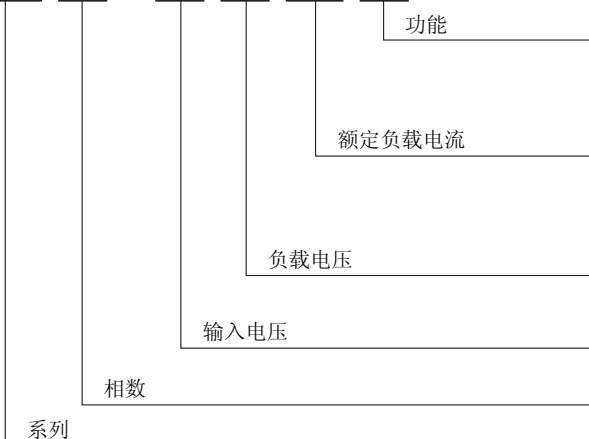 功能
额定负载电流
负载电压
输入电压
相数
系列